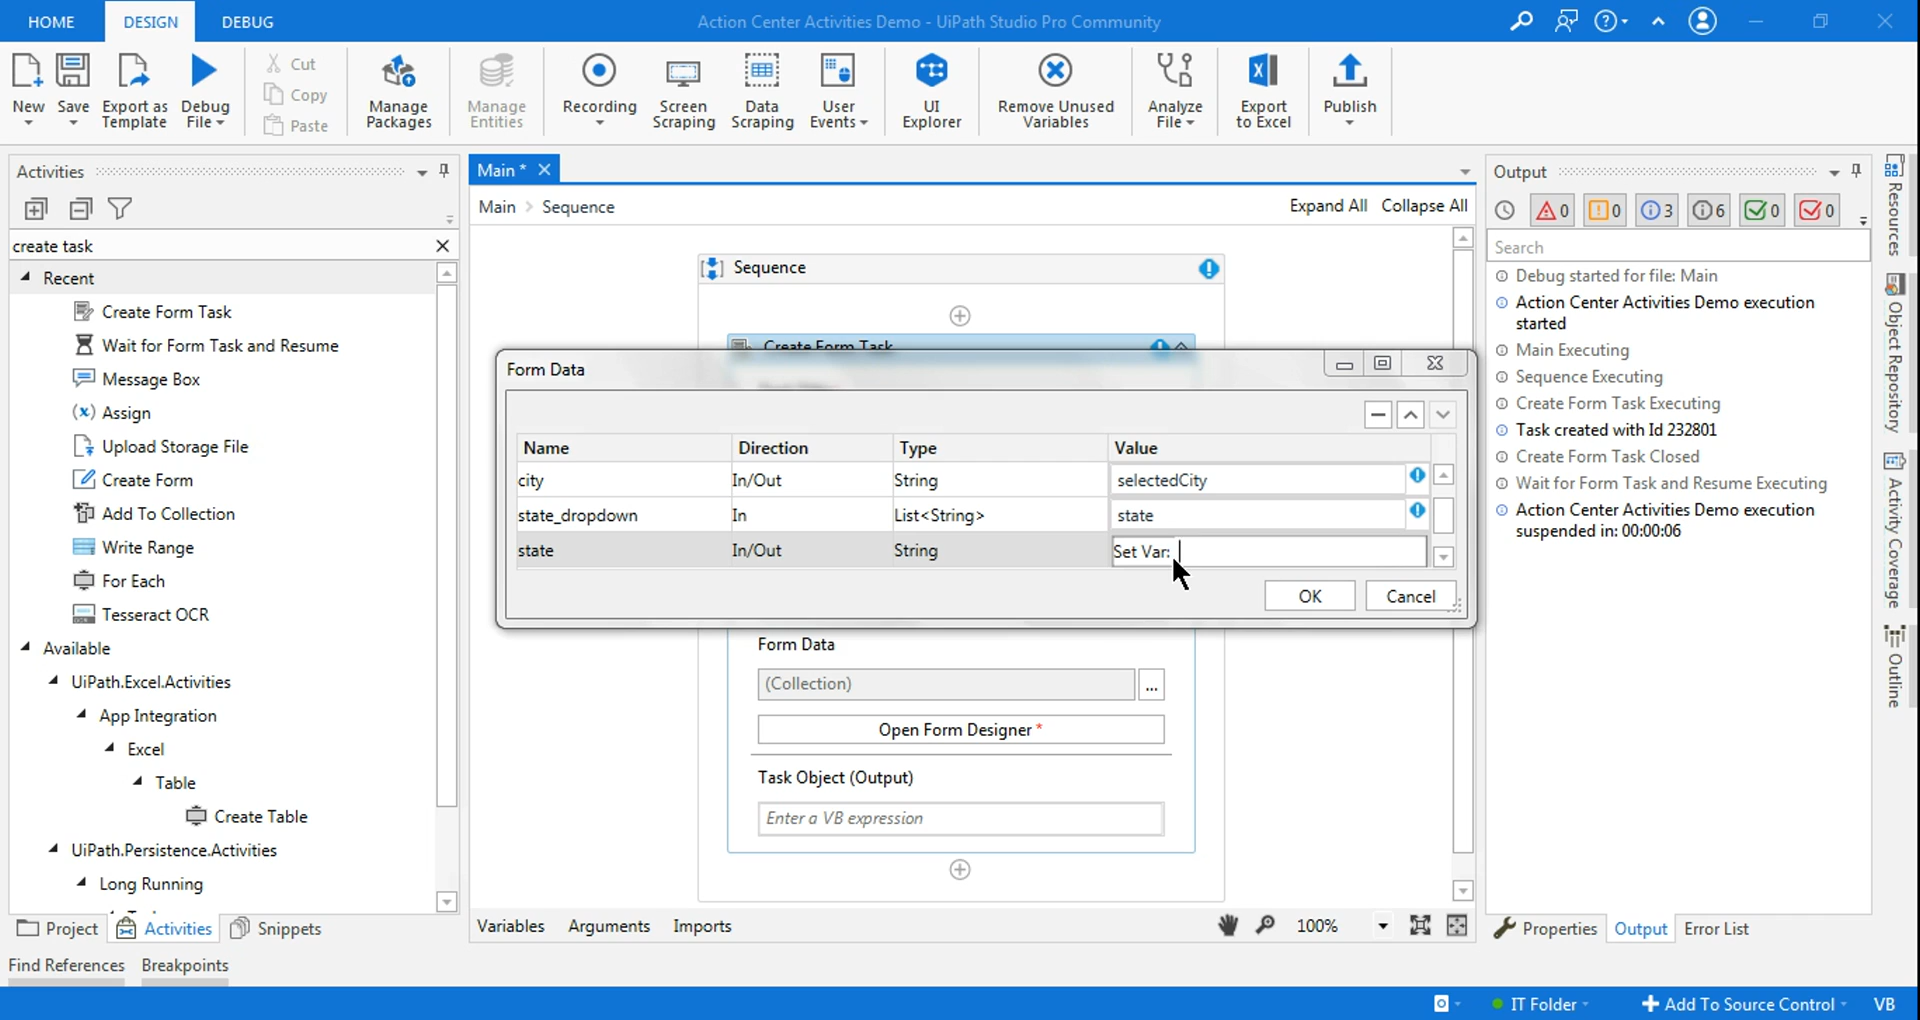 HOME DESIGN DEBUG
Action Center Activities Demo - UiPath Studio Pro Community
New
Save
Export as Template
Debug File
Cut
Copy
Paste
Manage Packages
Manage Entities
Recording
Screen Scraping
Data Scraping
User Events
UI Explorer
Remove Unused Variables
Analyze File
Export to Excel
Publish
Activities
create task
Recent
Create Form Task
Wait for Form Task and Resume
Message Box
(x) Assign
Upload Storage File
Create Form
Add To Collection
Write Range
For Each
Tesseract OCR
Available
UiPath.Excel.Activities
App Integration
Excel
Table
Create Table
UiPath.Persistence.Activities
Long Running
Project Activities Snippets
Find References Breakpoints
Main *
Main > Sequence
Expand All Collapse All
Sequence
Create Form Task
Form Data
Name Direction Type Value
city In/Out String selectedCity
state_dropdown In List<String> state
state In/Out String Set Var:
OK Cancel
Form Data
(Collection) ...
Open Form Designer *
Task Object (Output)
Enter a VB expression
Variables Arguments Imports
100%
Output
0 0 3 6 0 0
Search
Debug started for file: Main
Action Center Activities Demo execution
started
Main Executing
Sequence Executing
Create Form Task Executing
Task created with Id 232801
Create Form Task Closed
Wait for Form Task and Resume Executing
Action Center Activities Demo execution
suspended in: 00:00:06
Properties Output Error List
Resources
Object Repository
Activity Coverage
Outline
IT Folder
Add To Source Control
VB